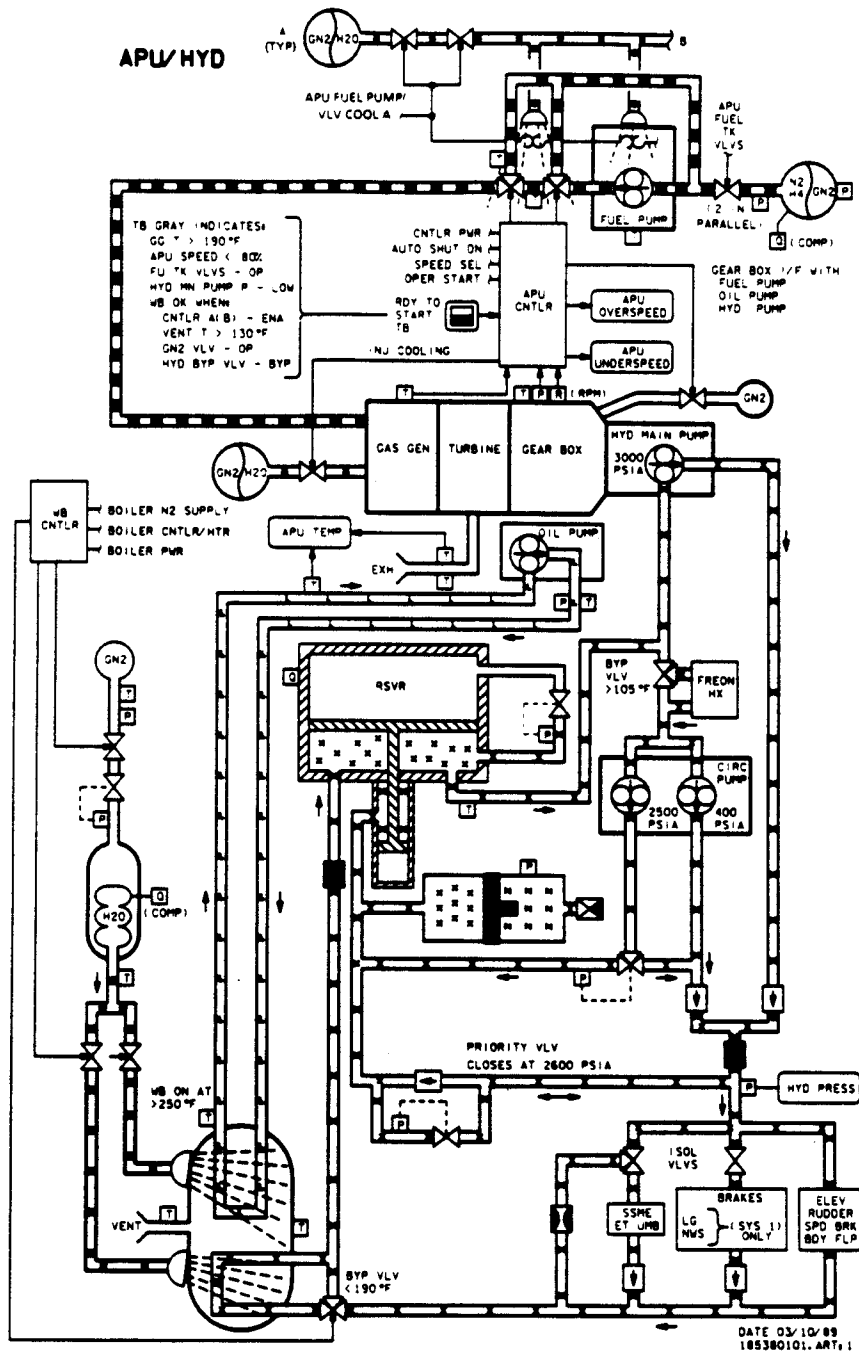 APU/HYD
A
(TYP)
GN2/H2O
B
APU FUEL PUMP/
VLV COOL A
APU
FUEL
TK
VLVS
T
N2
H4
GN2
P
P
(2 IN
PARALLEL)
Q
(COMP)
FUEL PUMP
TB GRAY INDICATES:
GG T > 190°F
APU SPEED < 80%
FU TK VLVS - OP
HYD MN PUMP P - LOW
WB OK WHEN:
CNTLR A(B) - ENA
VENT T > 130°F
GN2 VLV - OP
HYD BYP VLV - BYP
CNTLR PWR
AUTO SHUT DN
SPEED SEL
OPER START
RDY TO
START
TB
APU
CNTLR
APU
OVERSPEED
APU
UNDERSPEED
GEAR BOX I/F WITH
FUEL PUMP
OIL PUMP
HYD PUMP
INJ COOLING
T
T P R (RPM)
GN2
GAS GEN
TURBINE
GEAR BOX
HYD MAIN PUMP
3000
PSIA
GN2/H2O
WB
CNTLR
BOILER N2 SUPPLY
BOILER CNTLR/HTR
BOILER PWR
APU TEMP
T
EXH
T
T
OIL PUMP
P T
GN2
T
P
Q
RSVR
P
BYP
VLV
>105°F
FREON
HX
T
CIRC
PUMP
2500
PSIA
400
PSIA
P
H2O
Q
(COMP)
P
T
P
PRIORITY VLV
CLOSES AT 2600 PSIA
P
P
HYD PRESS
WB ON AT
>250°F
T
ISOL
VLVS
SSME
ET UMB
BRAKES
LG
NWS
(SYS 1)
ONLY
ELEV
RUDDER
SPD BRK
BDY FLP
VENT
T
T
BYP VLV
<190°F
DATE 03/10/89
185380101.ART; 1